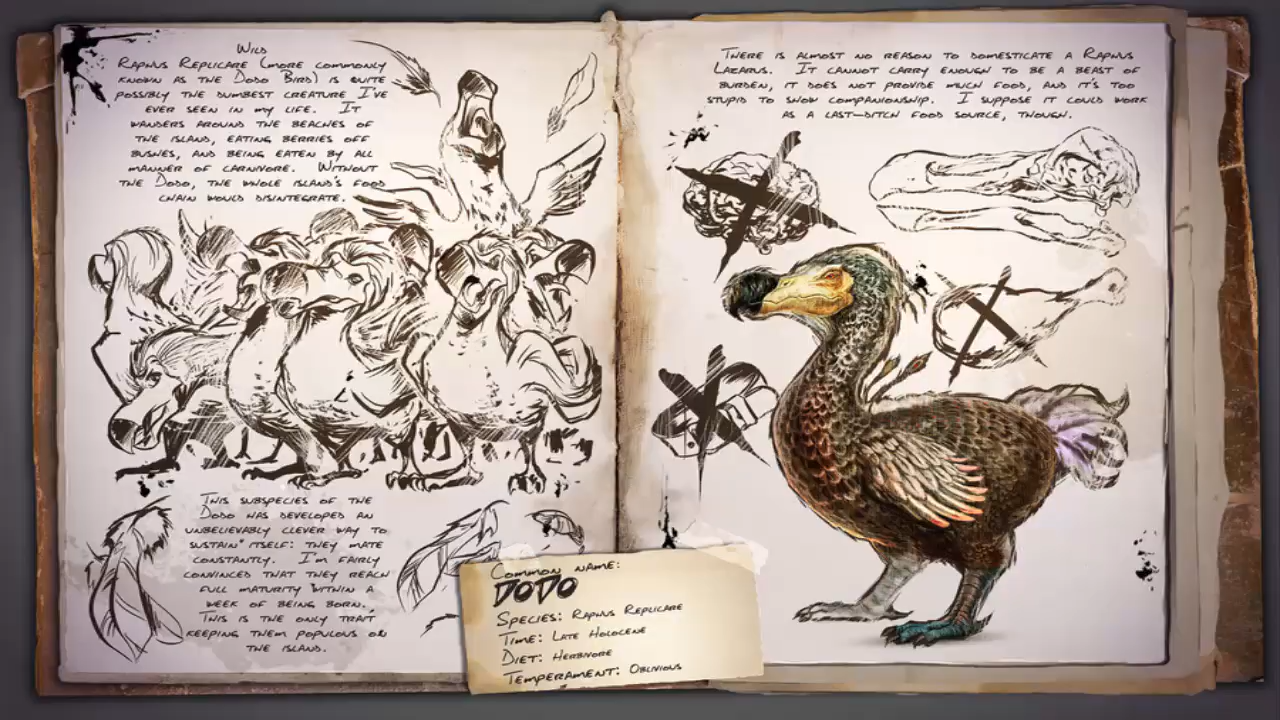 Wild
Raphus Replicare (more commonly
known as the Dodo Bird) is quite
possibly the dumbest creature I've
ever seen in my life. It
wanders around the beaches of
the island, eating berries off
bushes, and being eaten by all
manner of carnivore. Without
the Dodo, the whole island's food
chain would disintegrate.
This subspecies of the
Dodo has developed an
unbelievably clever way to
sustain itself: they mate
constantly. I'm fairly
convinced that they reach
full maturity within a
week of being born.
This is the only trait
keeping them populous on
the island.
Common name:
DODO
Species: Raphus Replicare
Time: Late Holocene
Diet: Herbivore
Temperament: Oblivious
There is almost no reason to domesticate a Raphus
Lazarus. It cannot carry enough to be a beast of
burden, it does not provide much food, and it's too
stupid to show companionship. I suppose it could work
as a last-ditch food source, though.